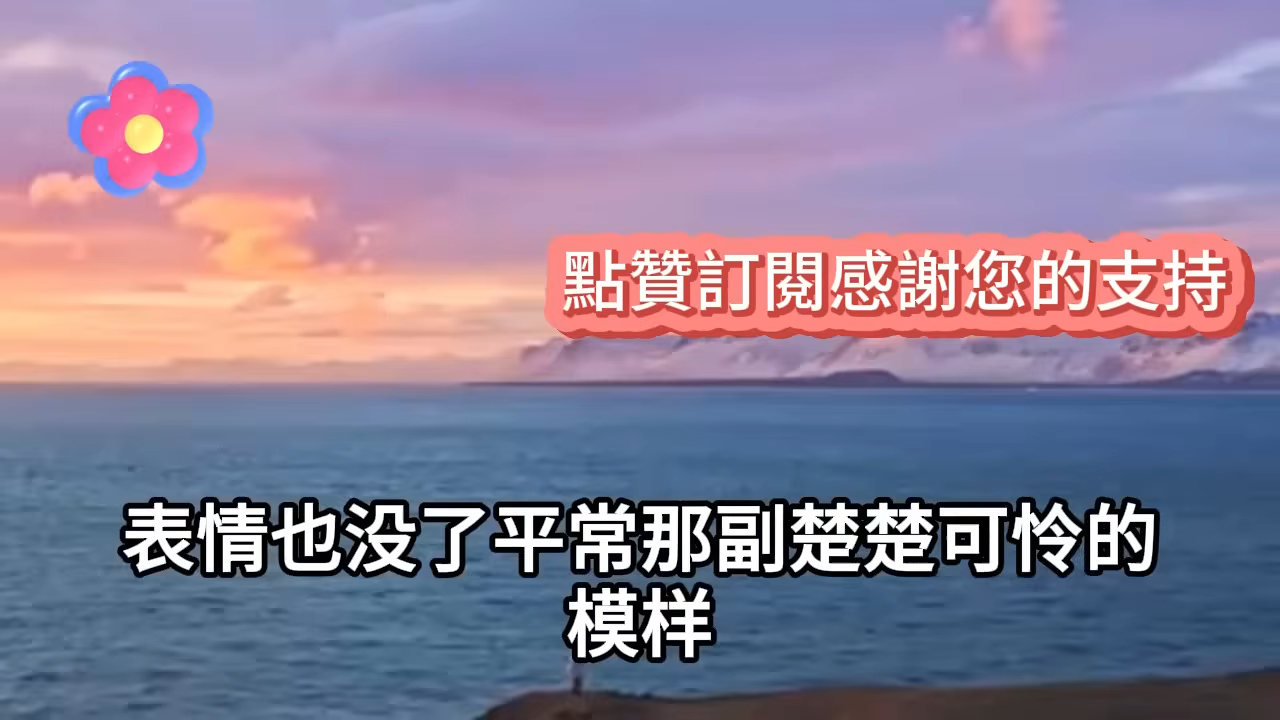 點贊訂閱感謝您的支持
表情也没了平常那副楚楚可怜的
模样